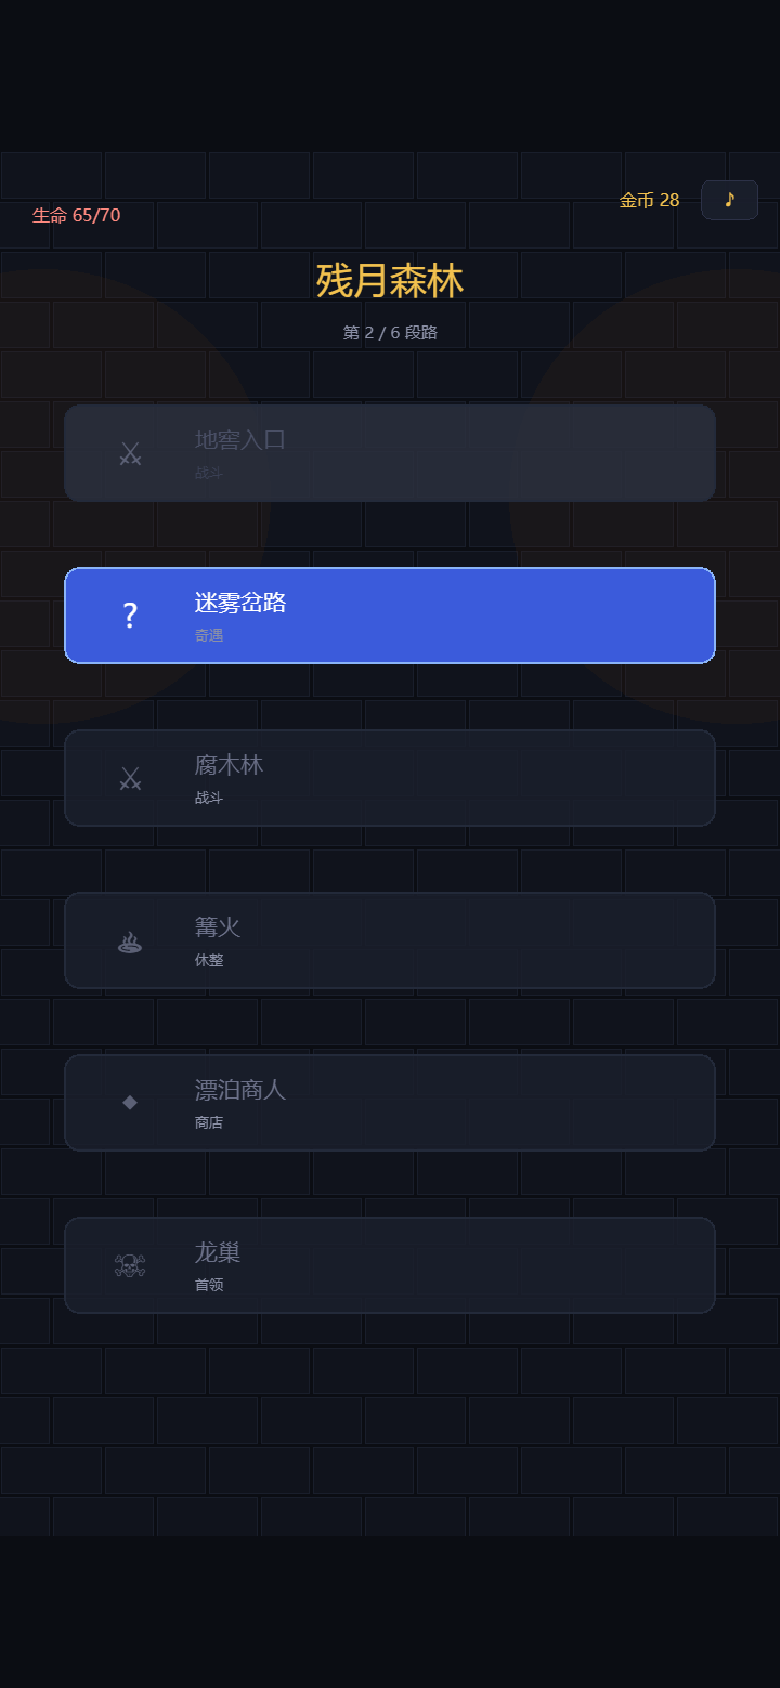 金币 28 ♪
生命 65/70
残月森林
第 2 / 6 段路
地窖入口
战斗
?
迷雾岔路
奇遇
腐木林
战斗
篝火
休整
漂泊商人
商店
龙巢
首领